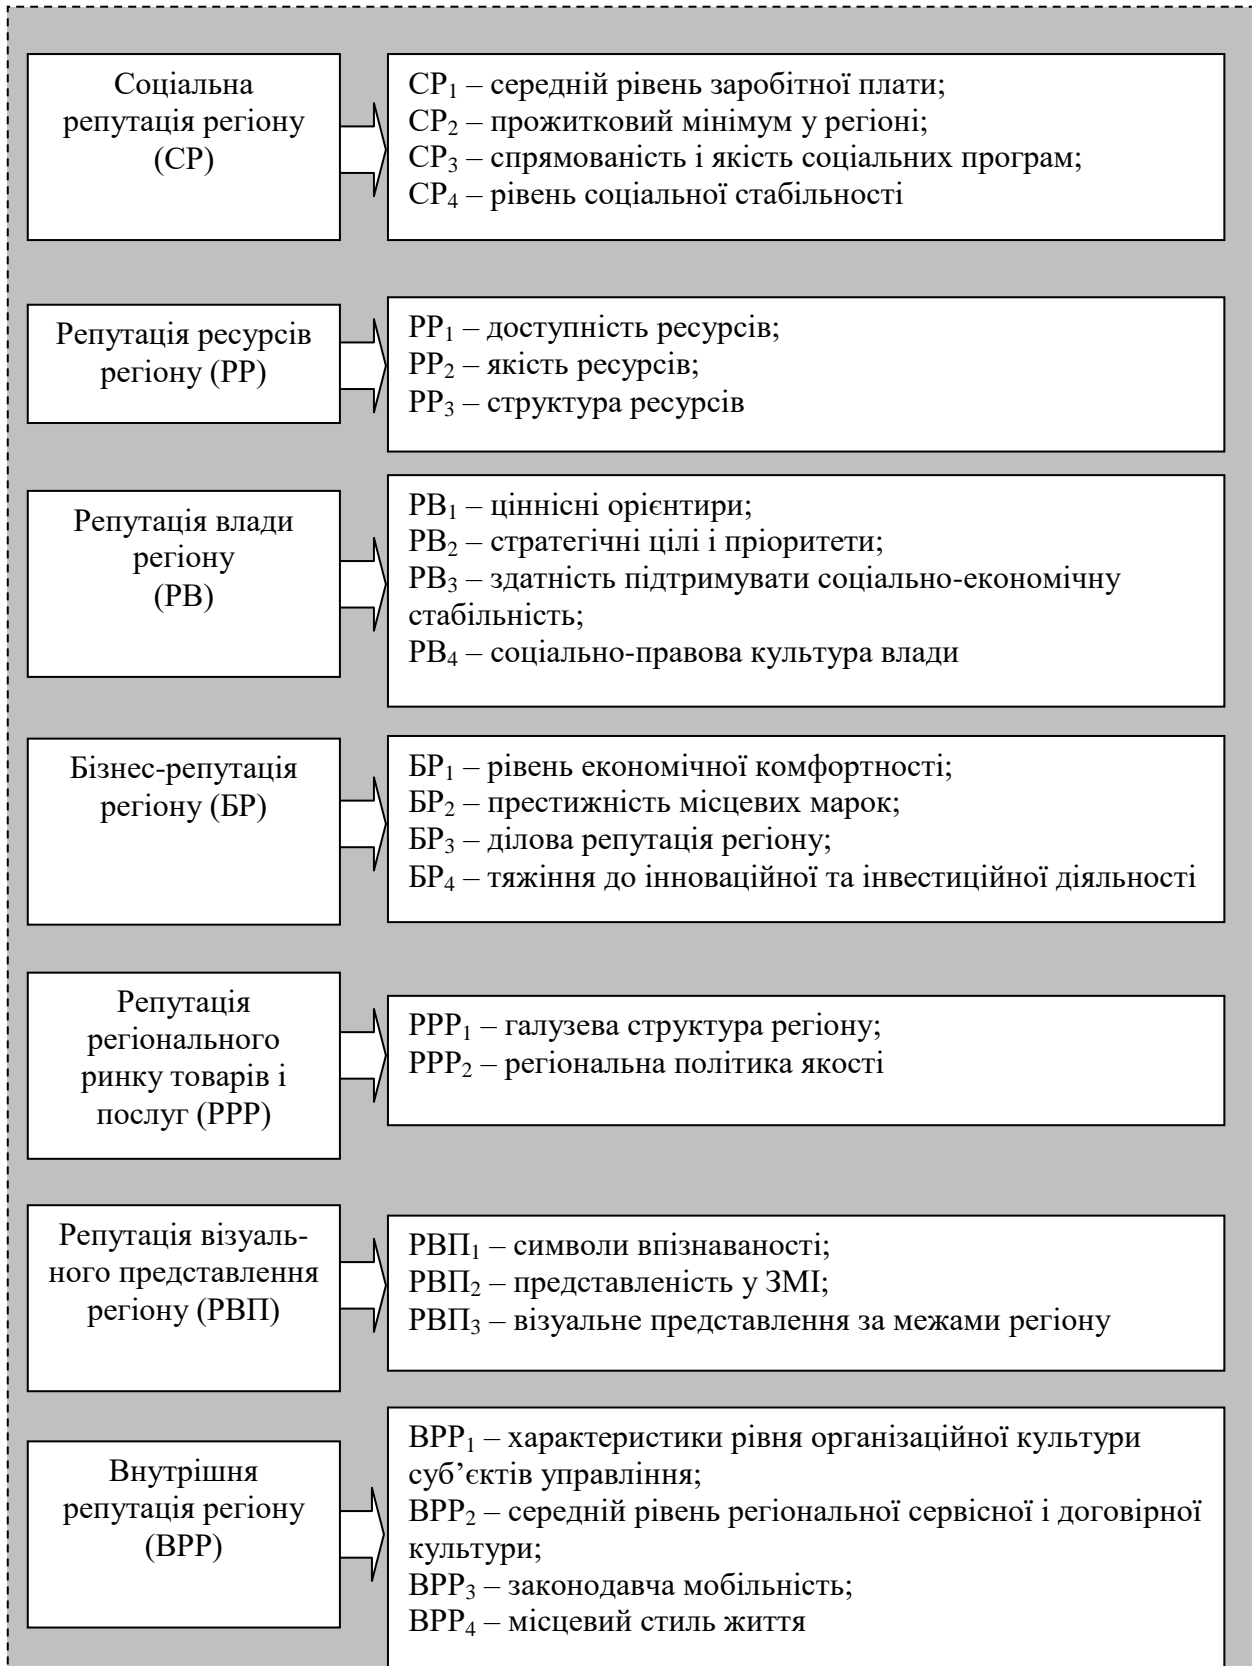 Соціальна
репутація регіону
(СР)
СР₁ – середній рівень заробітної плати;
СР₂ – прожитковий мінімум у регіоні;
СР₃ – спрямованість і якість соціальних програм;
СР₄ – рівень соціальної стабільності
Репутація ресурсів
регіону (РР)
РР₁ – доступність ресурсів;
РР₂ – якість ресурсів;
РР₃ – структура ресурсів
Репутація влади
регіону
(РВ)
РВ₁ – ціннісні орієнтири;
РВ₂ – стратегічні цілі і пріоритети;
РВ₃ – здатність підтримувати соціально-економічну
стабільність;
РВ₄ – соціально-правова культура влади
Бізнес-репутація
регіону (БР)
БР₁ – рівень економічної комфортності;
БР₂ – престижність місцевих марок;
БР₃ – ділова репутація регіону;
БР₄ – тяжіння до інноваційної та інвестиційної діяльності
Репутація
регіонального
ринку товарів і
послуг (РРР)
РРР₁ – галузева структура регіону;
РРР₂ – регіональна політика якості
Репутація візуаль-
ного представлення
регіону (РВП)
РВП₁ – символи впізнаваності;
РВП₂ – представленість у ЗМІ;
РВП₃ – візуальне представлення за межами регіону
Внутрішня
репутація регіону
(ВРР)
ВРР₁ – характеристики рівня організаційної культури
суб’єктів управління;
ВРР₂ – середній рівень регіональної сервісної і договірної
культури;
ВРР₃ – законодавча мобільність;
ВРР₄ – місцевий стиль життя